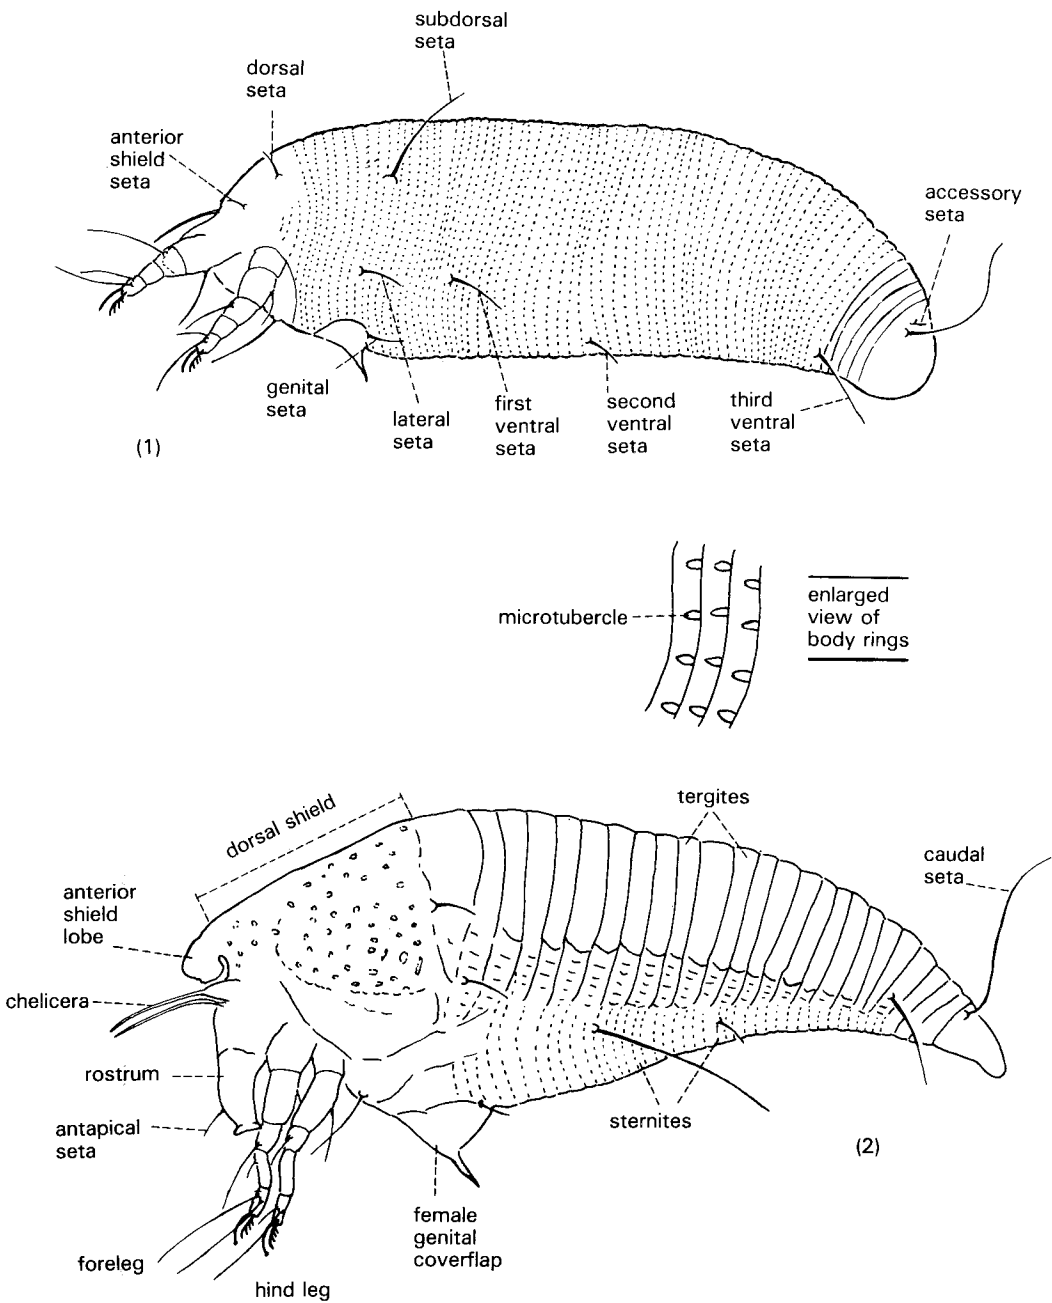 subdorsal
seta
dorsal
seta
anterior
shield
seta
accessory
seta
genital
seta
lateral
seta
first
ventral
seta
second
ventral
seta
third
ventral
seta
(1)
microtubercle
enlarged
view of
body rings
dorsal shield
tergites
caudal
seta
anterior
shield
lobe
chelicera
rostrum
antapical
seta
sternites
(2)
female
genital
coverflap
foreleg
hind leg